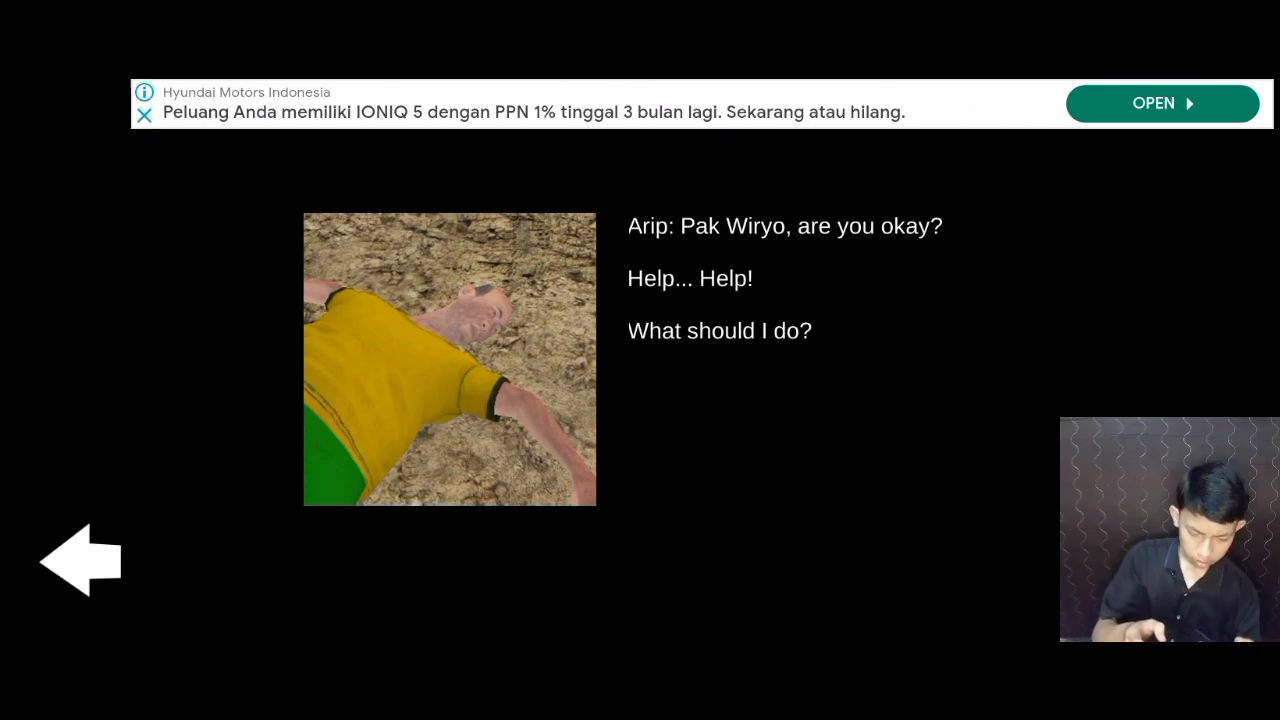 Hyundai Motors Indonesia
Peluang Anda memiliki IONIQ 5 dengan PPN 1% tinggal 3 bulan lagi. Sekarang atau hilang.
OPEN
Arip: Pak Wiryo, are you okay?
Help... Help!
What should I do?